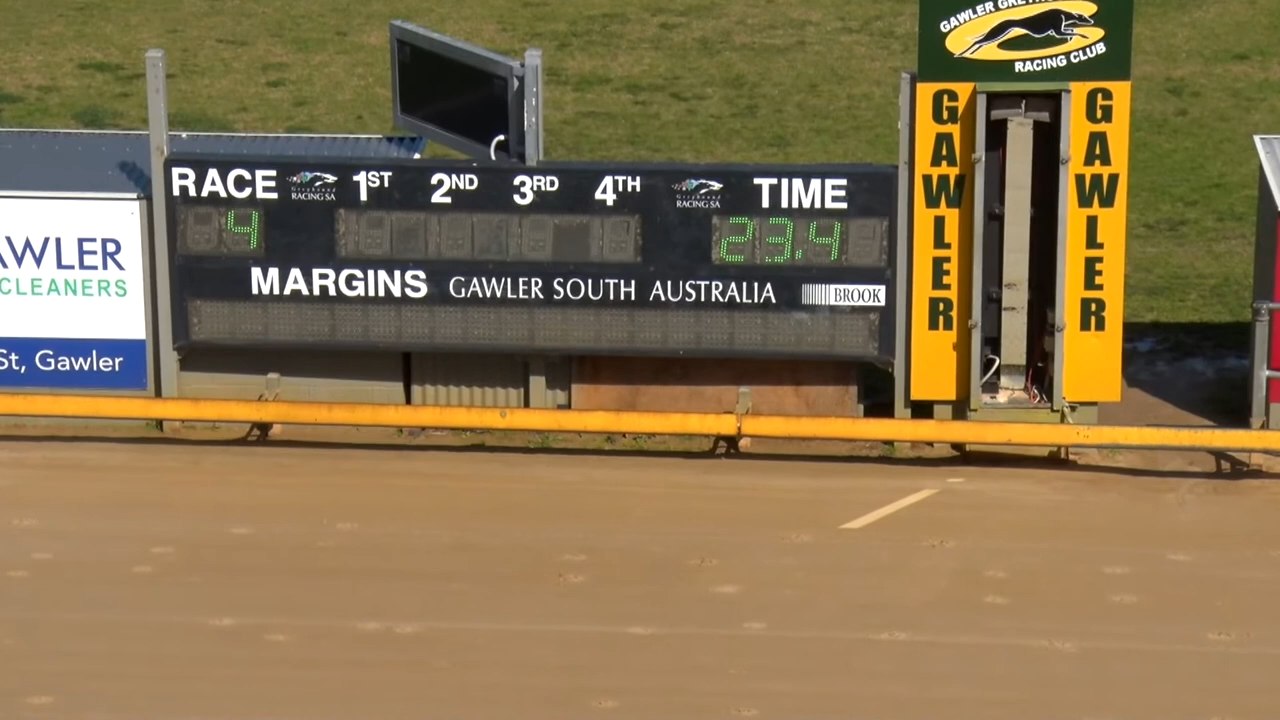 GAWLER
RACING CLUB
GAWLER
GAWLER
RACE
Greyhound
RACING SA
1ST
2ND
3RD
4TH
Greyhound
RACING SA
TIME
4
23.4
MARGINS
GAWLER SOUTH AUSTRALIA
BROOK
AWLER
CLEANERS
St, Gawler